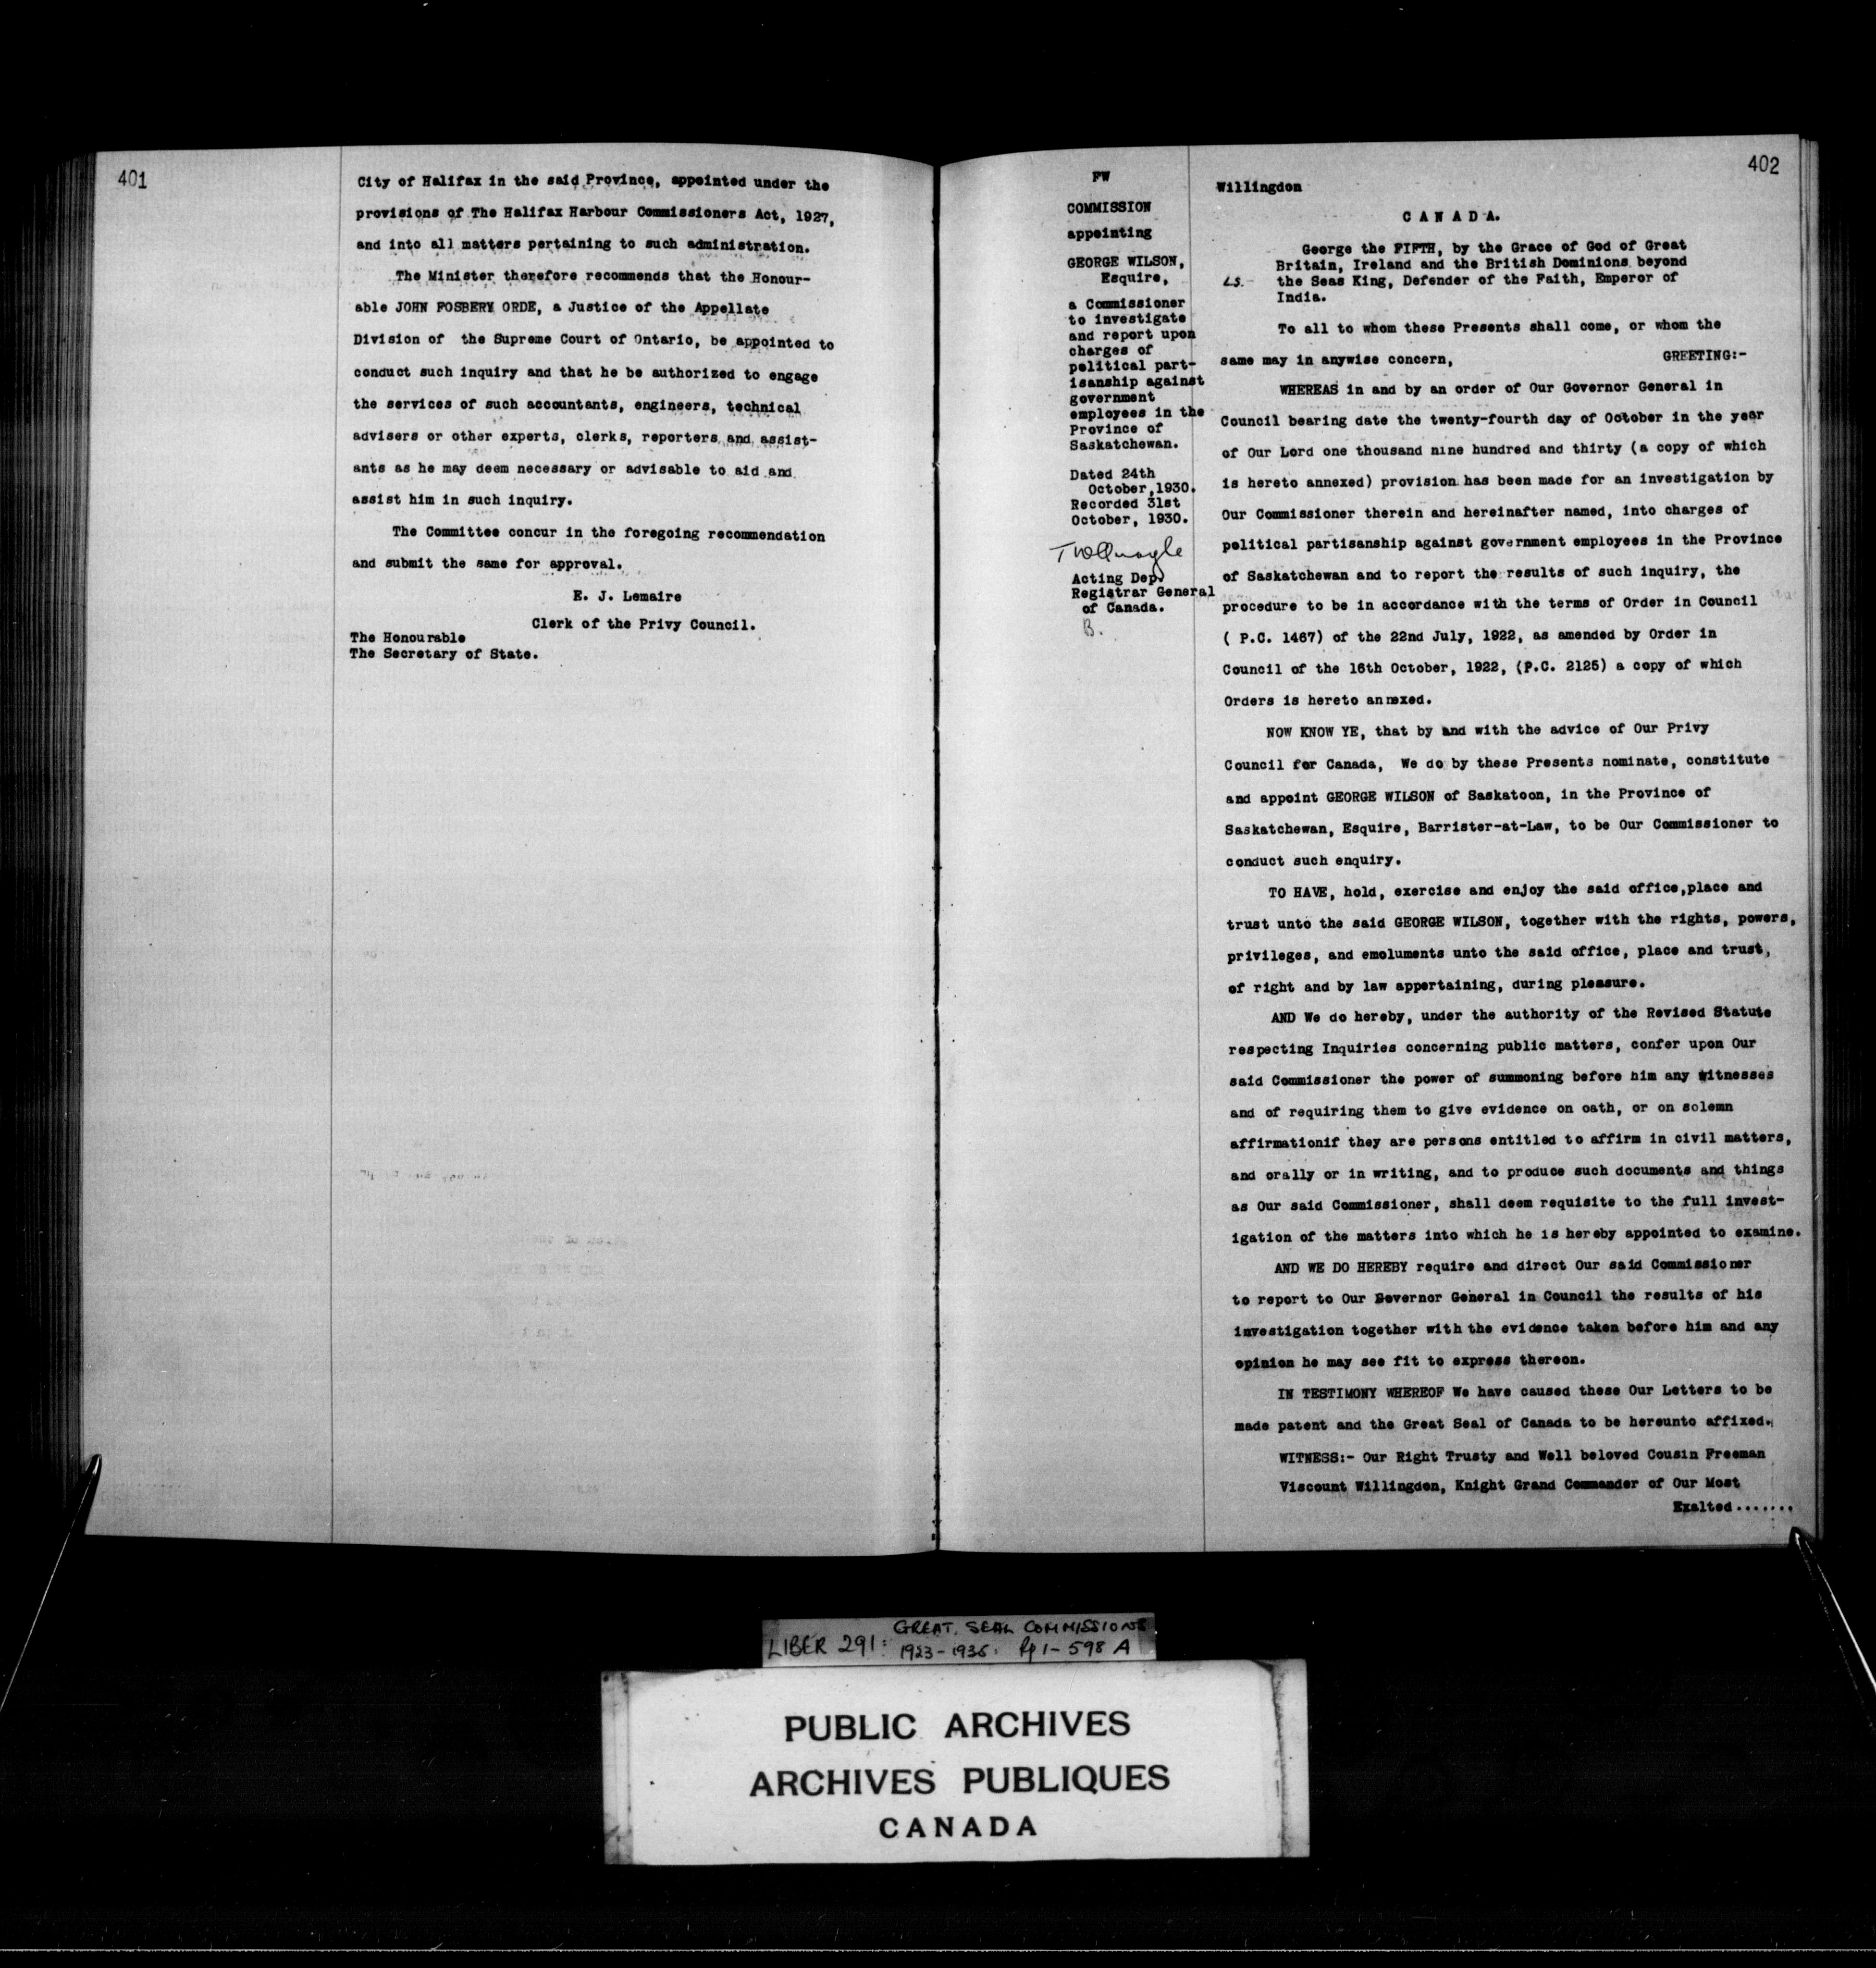 401
City of Halifax in the said Province, appointed under the
provisions of The Halifax Harbour Commissioners Act, 1927,
and into all matters pertaining to such administration.
The Minister therefore recommends that the Honour-
able JOHN FOSBERY ORDE, a Justice of the Appellate
Division of the Supreme Court of Ontario, be appointed to
conduct such inquiry and that he be authorized to engage
the services of such accountants, engineers, technical
advisers or other experts, clerks, reporters and assist-
ants as he may deem necessary or advisable to aid and
assist him in such inquiry.
The Committee concur in the foregoing recommendation
and submit the same for approval.
E. J. Lemaire
Clerk of the Privy Council.
The Honourable
The Secretary of State.
402
FW
COMMISSION
appointing
GEORGE WILSON,
Esquire,
a Commissioner
to investigate
and report upon
charges of
political part-
isanship against
government
employees in the
Province of
Saskatchewan.
Dated 24th
October, 1930.
Recorded 31st
October, 1930.
Acting Dep.
Registrar General
of Canada.
B.
Willingdon
CANADA.
George the FIFTH, by the Grace of God of Great
Britain, Ireland and the British Dominions beyond
L.S. the Seas King, Defender of the Faith, Emperor of
India.
To all to whom these Presents shall come, or whom the
same may in anywise concern, GREETING:-
WHEREAS in and by an order of Our Governor General in
Council bearing date the twenty-fourth day of October in the year
of Our Lord one thousand nine hundred and thirty (a copy of which
is hereto annexed) provision has been made for an investigation by
Our Commissioner therein and hereinafter named, into charges of
political partisanship against government employees in the Province
of Saskatchewan and to report the results of such inquiry, the
procedure to be in accordance with the terms of Order in Council
( P.C. 1467) of the 22nd July, 1922, as amended by Order in
Council of the 16th October, 1922, (P.C. 2125) a copy of which
Orders is hereto annexed.
NOW KNOW YE, that by and with the advice of Our Privy
Council for Canada, We do by these Presents nominate, constitute
and appoint GEORGE WILSON of Saskatoon, in the Province of
Saskatchewan, Esquire, Barrister-at-Law, to be Our Commissioner to
conduct such enquiry.
TO HAVE, hold, exercise and enjoy the said office,place and
trust unto the said GEORGE WILSON, together with the rights, powers,
privileges, and emoluments unto the said office, place and trust,
of right and by law appertaining, during pleasure.
AND We do hereby, under the authority of the Revised Statute
respecting Inquiries concerning public matters, confer upon Our
said Commissioner the power of summoning before him any witnesses
and of requiring them to give evidence on oath, or on solemn
affirmationif they are persons entitled to affirm in civil matters,
and orally or in writing, and to produce such documents and things
as Our said Commissioner, shall deem requisite to the full invest-
igation of the matters into which he is hereby appointed to examine.
AND WE DO HEREBY require and direct Our said Commissioner
to report to Our Governor General in Council the results of his
investigation together with the evidence taken before him and any
opinion he may see fit to express thereon.
IN TESTIMONY WHEREOF We have caused these Our Letters to be
made patent and the Great Seal of Canada to be hereunto affixed.
WITNESS:- Our Right Trusty and Well beloved Cousin Freeman
Viscount Willingdon, Knight Grand Commander of Our Most
Exalted.......
GREAT SEAL COMMISSIONS
LIBER 291: 1923-1935. Pp 1-598 A
PUBLIC ARCHIVES
ARCHIVES PUBLIQUES
CANADA